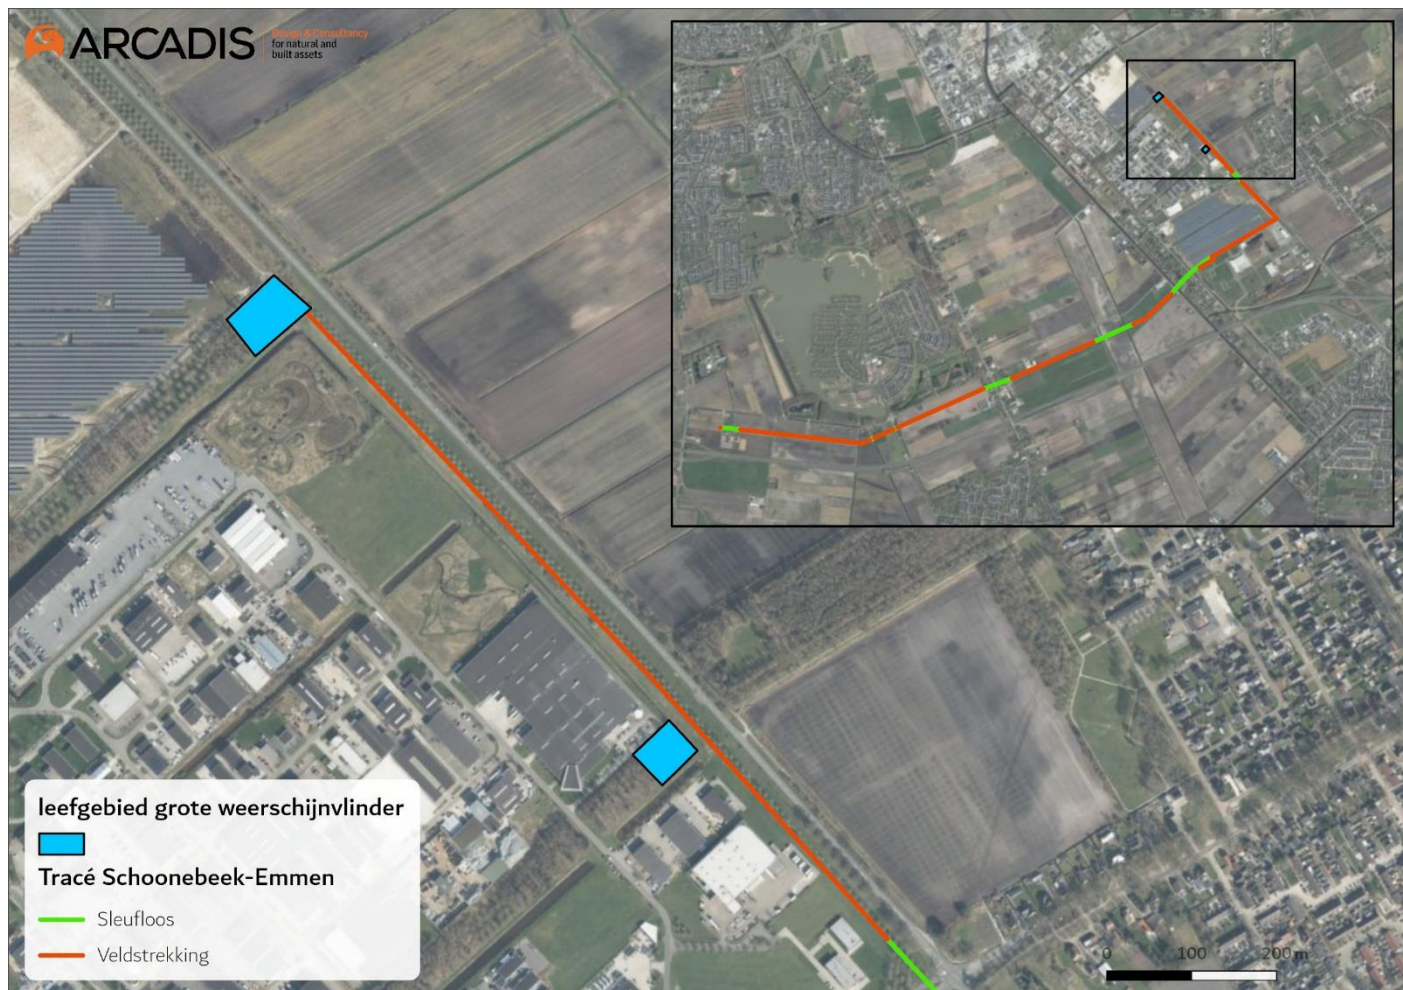 ARCADIS
Design & Consultancy
for natural and
built assets
leefgebied grote weerschijnvlinder
Tracé Schoonebeek-Emmen
Sleufloos
Veldstrekking
0 100 200 m